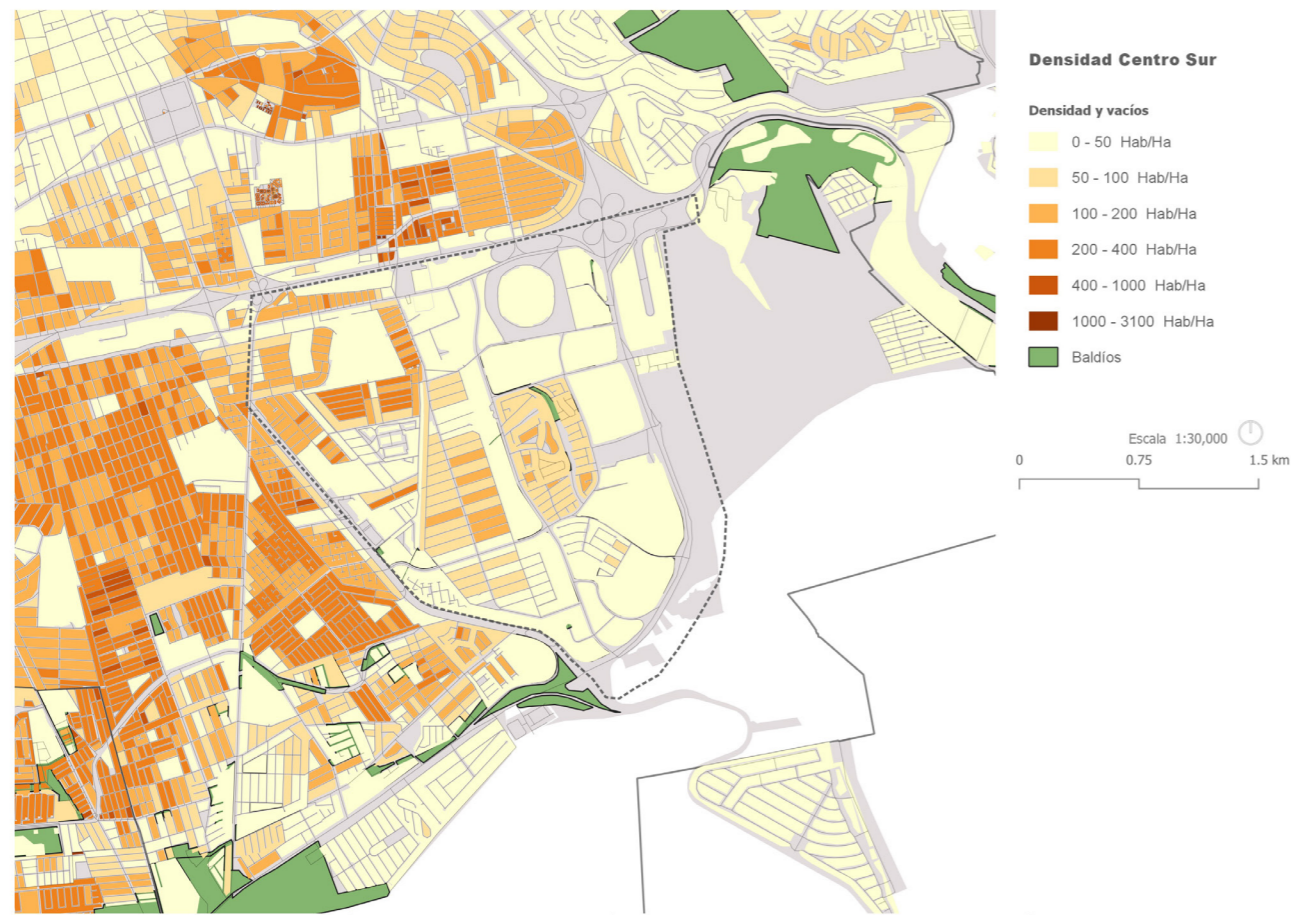 Densidad Centro Sur
Densidad y vacíos
0 - 50 Hab/Ha
50 - 100 Hab/Ha
100 - 200 Hab/Ha
200 - 400 Hab/Ha
400 - 1000 Hab/Ha
1000 - 3100 Hab/Ha
Baldíos
Escala 1:30,000
0 0.75 1.5 km